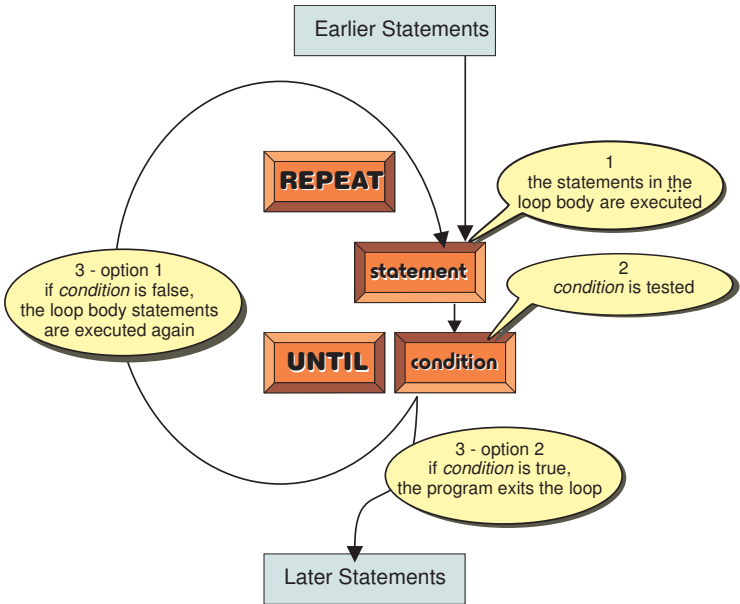 Earlier Statements
REPEAT
1
the statements in the
loop body are executed
statement
2
condition is tested
3 - option 1
if condition is false,
the loop body statements
are executed again
UNTIL
condition
3 - option 2
if condition is true,
the program exits the loop
Later Statements